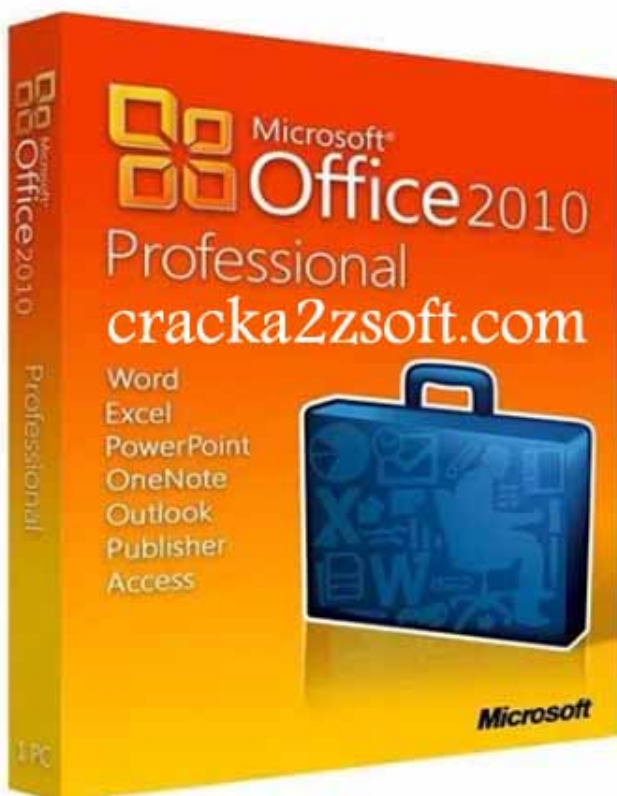 Microsoft®
Office 2010
Professional
cracka2zsoft.com
Word
Excel
PowerPoint
OneNote
Outlook
Publisher
Access
X
W
Microsoft
Microsoft®
Office 2010
Professional
1 PC